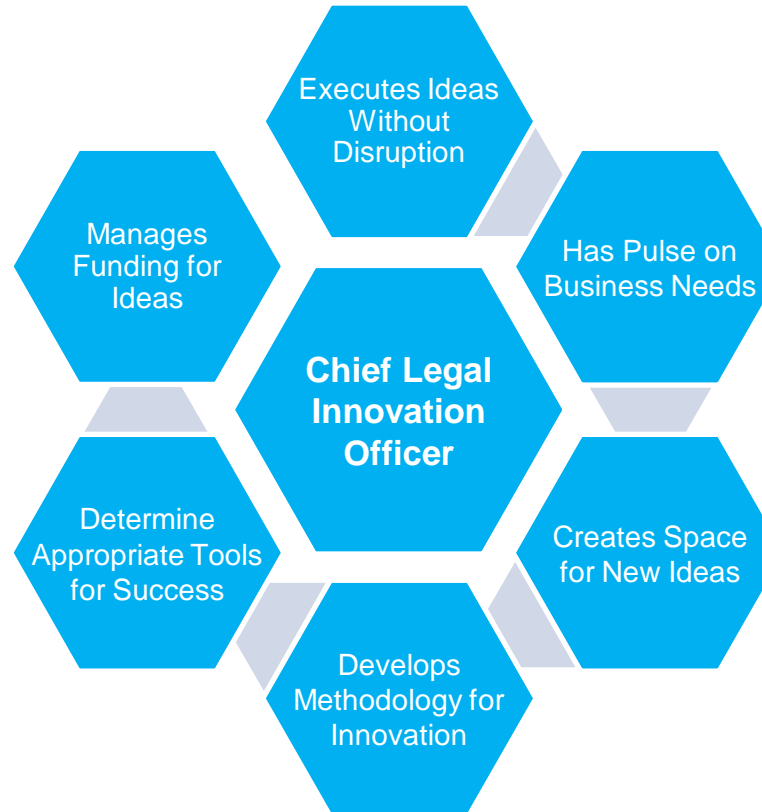 Executes Ideas
Without
Disruption
Manages
Funding for
Ideas
Has Pulse on
Business Needs
Chief Legal
Innovation
Officer
Determine
Appropriate Tools
for Success
Creates Space
for New Ideas
Develops
Methodology for
Innovation